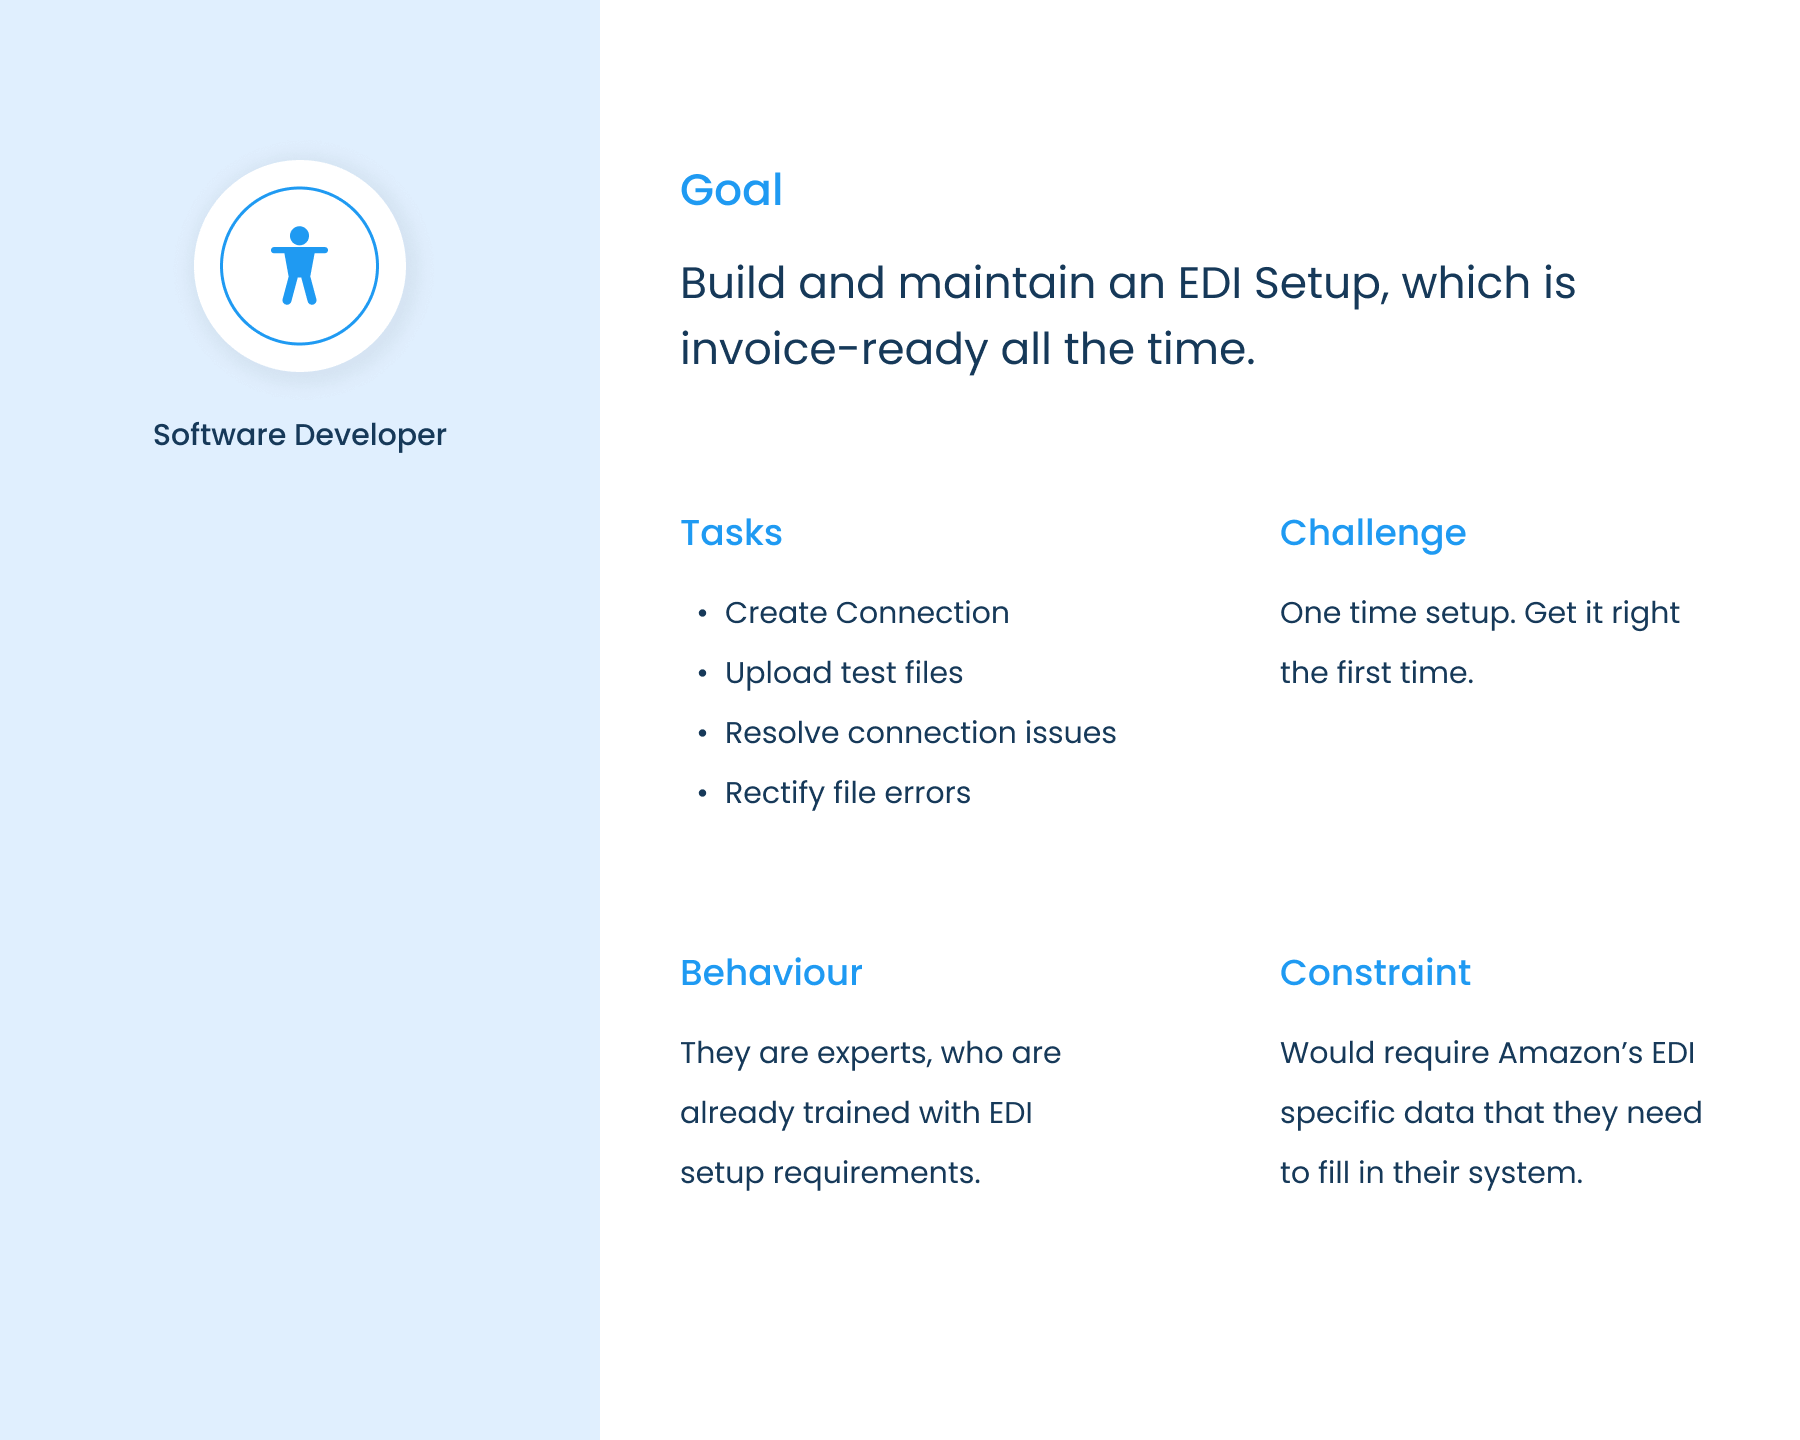 Software Developer
Goal
Build and maintain an EDI Setup, which is
invoice-ready all the time.
Tasks
• Create Connection
• Upload test files
• Resolve connection issues
• Rectify file errors
Challenge
One time setup. Get it right
the first time.
Behaviour
They are experts, who are
already trained with EDI
setup requirements.
Constraint
Would require Amazon’s EDI
specific data that they need
to fill in their system.